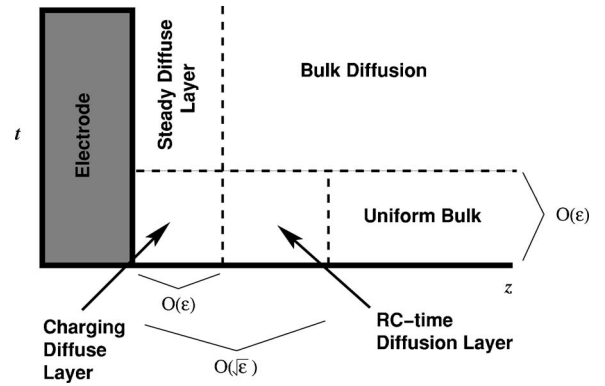 Steady Diffuse
Layer
Bulk Diffusion
t
Electrode
Uniform Bulk
O(ε)
O(ε)
z
Charging
Diffuse
Layer
O(√ε)
RC-time
Diffusion Layer